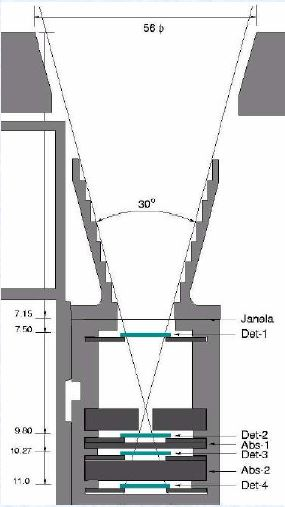 56 ϕ
30°
7.15
Janela
7.50
Det-1
9.80
Det-2
Abs-1
10.27
Det-3
Abs-2
11.0
Det-4